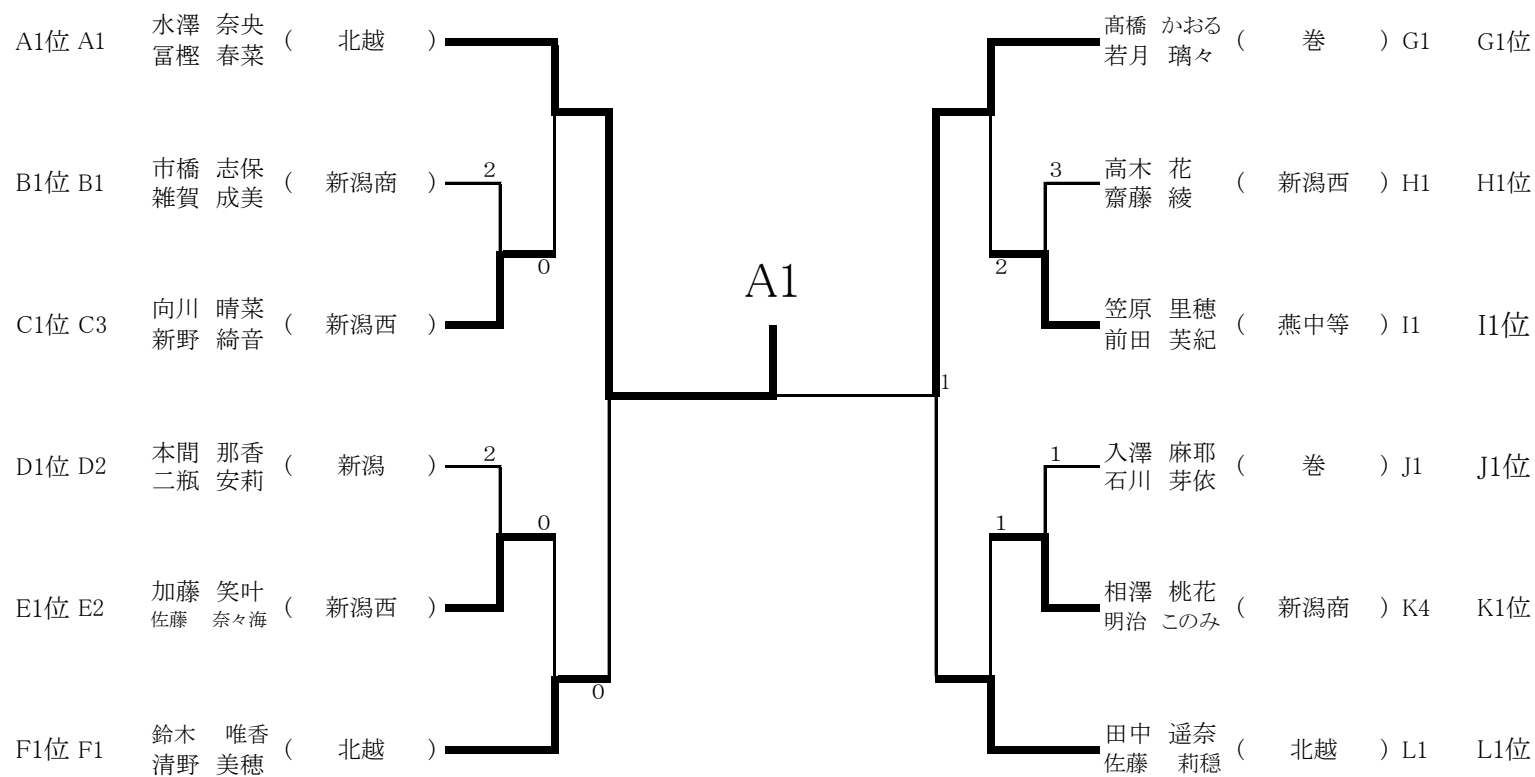 A1位 A1 水澤 奈央 冨樫 春菜 ( 北越 )
B1位 B1 市橋 志保 雑賀 成美 ( 新潟商 ) 2
C1位 C3 向川 晴菜 新野 綺音 ( 新潟西 )
0
D1位 D2 本間 那香 二瓶 安莉 ( 新潟 ) 2
0
E1位 E2 加藤 笑叶 佐藤 奈々海 ( 新潟西 )
0
F1位 F1 鈴木 唯香 清野 美穂 ( 北越 )
A1
1
髙橋 かおる 若月 璃々 ( 巻 ) G1 G1位
3 高木 花 齋藤 綾 ( 新潟西 ) H1 H1位
2
笠原 里穂 前田 芙紀 ( 燕中等 ) I1 I1位
1 入澤 麻耶 石川 芽依 ( 巻 ) J1 J1位
1
相澤 桃花 明治 このみ ( 新潟商 ) K4 K1位
田中 遥奈 佐藤 莉穏 ( 北越 ) L1 L1位